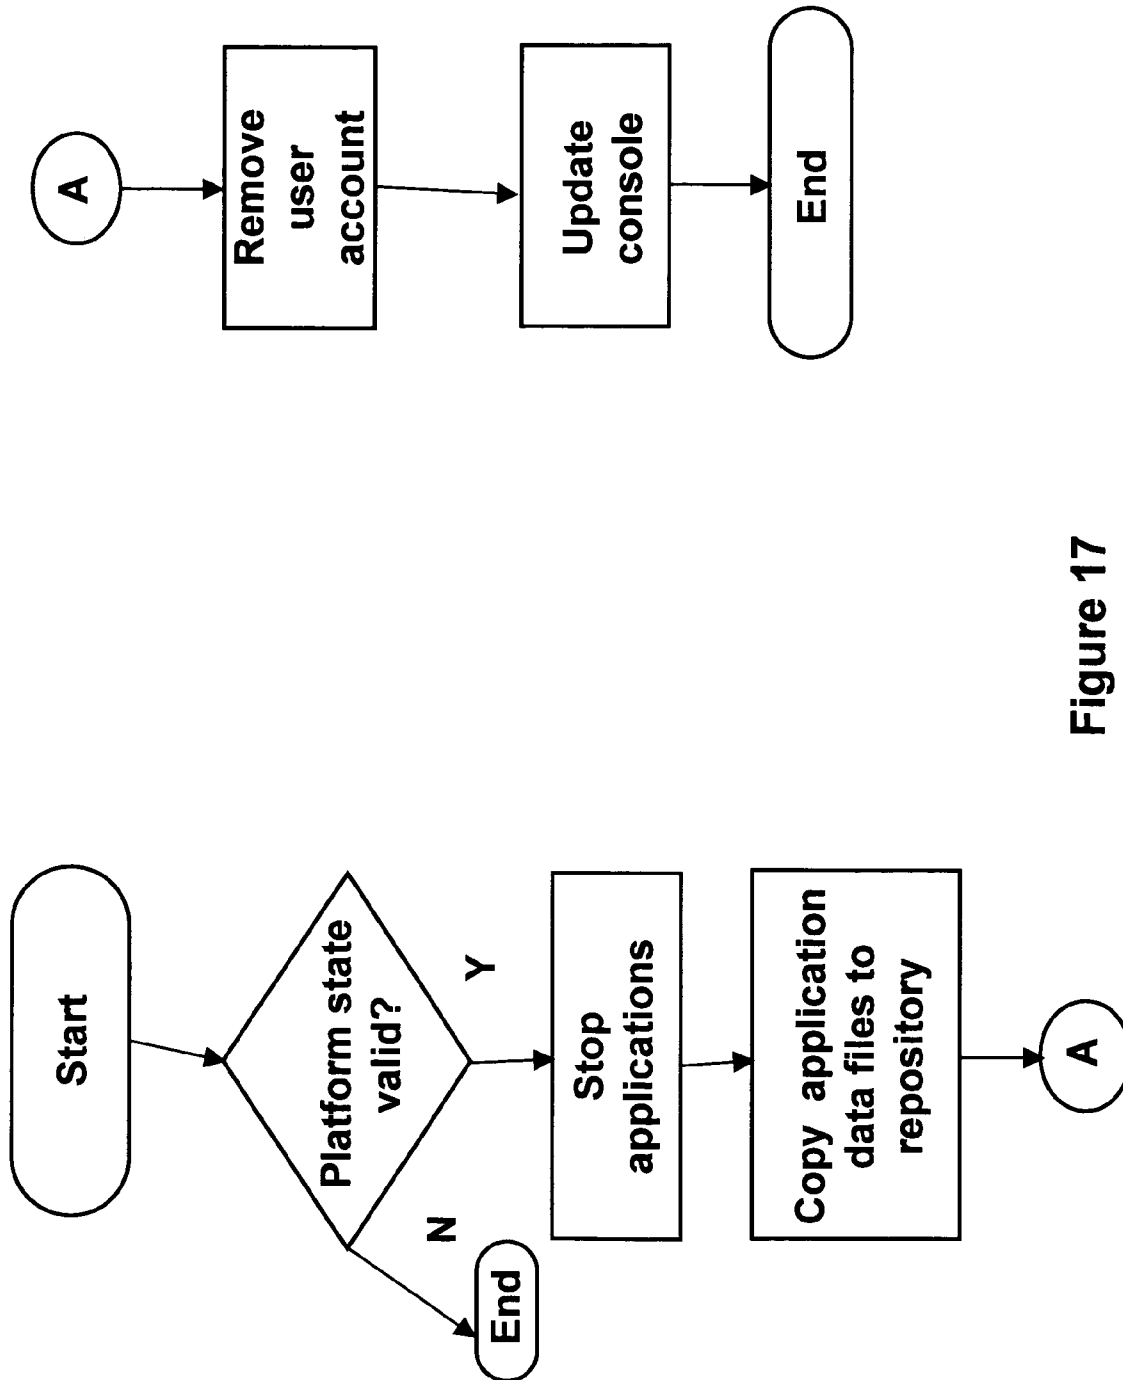 Start
Platform state
valid?
Y
N
End
Stop
applications
Copy application
data files to
repository
A
A
Remove
user
account
Update
console
End
Figure 17